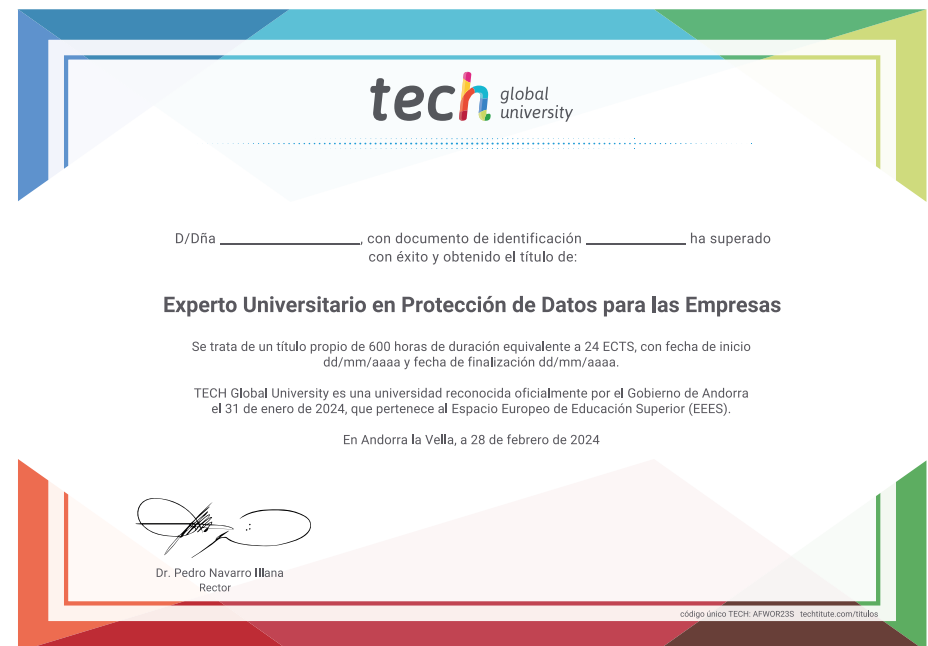 tech global university
D/Dña ___________________, con documento de identificación _____________ ha superado
con éxito y obtenido el título de:
Experto Universitario en Protección de Datos para las Empresas
Se trata de un título propio de 600 horas de duración equivalente a 24 ECTS, con fecha de inicio
dd/mm/aaaa y fecha de finalización dd/mm/aaaa.
TECH Global University es una universidad reconocida oficialmente por el Gobierno de Andorra
el 31 de enero de 2024, que pertenece al Espacio Europeo de Educación Superior (EEES).
En Andorra la Vella, a 28 de febrero de 2024
Dr. Pedro Navarro Illana
Rector
código único TECH: AFWOR23S techtitute.com/titulos